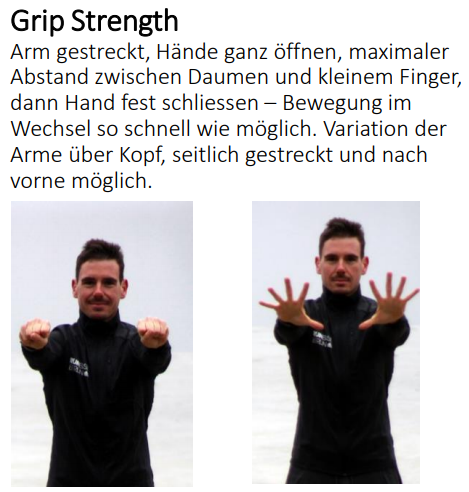 Grip Strength
Arm gestreckt, Hände ganz öffnen, maximaler
Abstand zwischen Daumen und kleinem Finger,
dann Hand fest schliessen – Bewegung im
Wechsel so schnell wie möglich. Variation der
Arme über Kopf, seitlich gestreckt und nach
vorne möglich.